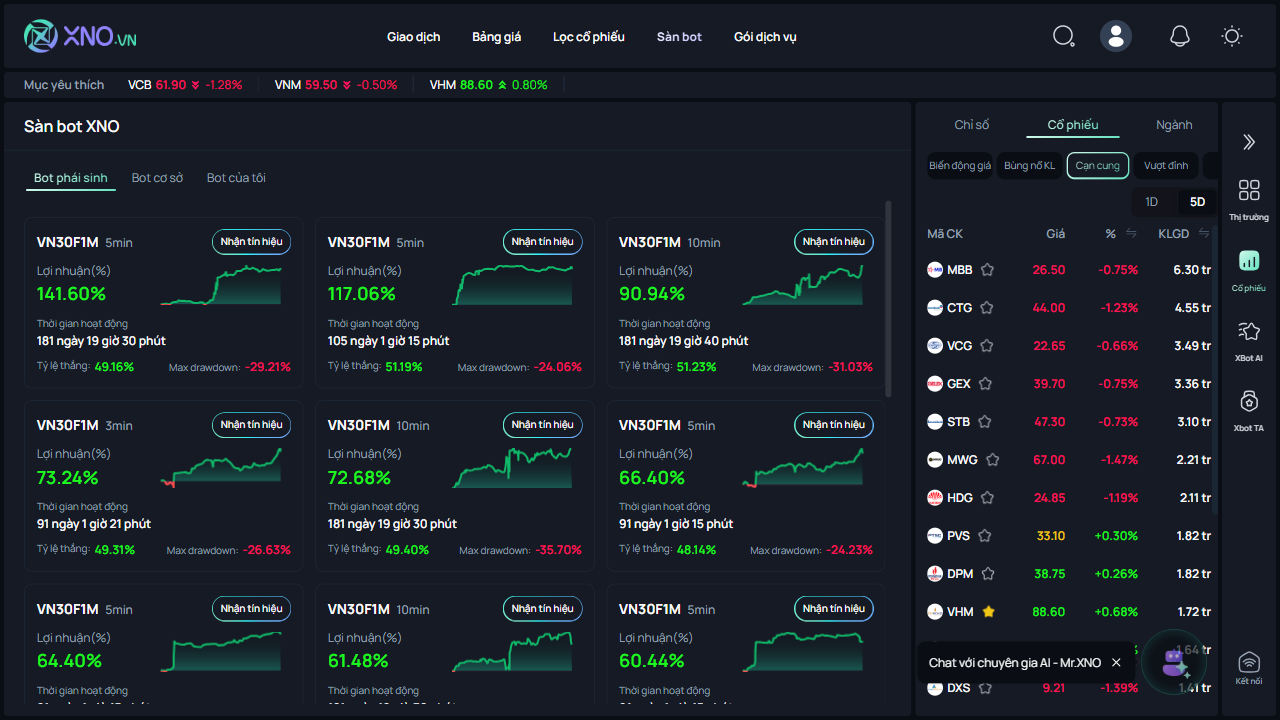 XNO.VN
Giao dịch Bảng giá Lọc cổ phiếu Sàn bot Gói dịch vụ
Mục yêu thích VCB 61.90 -1.28% VNM 59.50 -0.50% VHM 88.60 0.80%
Sàn bot XNO
Bot phái sinh Bot cơ sở Bot của tôi
VN30F1M 5min Nhận tín hiệu
Lợi nhuận(%)
141.60%
Thời gian hoạt động
181 ngày 19 giờ 30 phút
Tỷ lệ thắng: 49.16% Max drawdown: -29.21%
VN30F1M 5min Nhận tín hiệu
Lợi nhuận(%)
117.06%
Thời gian hoạt động
105 ngày 1 giờ 15 phút
Tỷ lệ thắng: 51.19% Max drawdown: -24.06%
VN30F1M 10min Nhận tín hiệu
Lợi nhuận(%)
90.94%
Thời gian hoạt động
181 ngày 19 giờ 40 phút
Tỷ lệ thắng: 51.23% Max drawdown: -31.03%
VN30F1M 3min Nhận tín hiệu
Lợi nhuận(%)
73.24%
Thời gian hoạt động
91 ngày 1 giờ 21 phút
Tỷ lệ thắng: 49.31% Max drawdown: -26.63%
VN30F1M 10min Nhận tín hiệu
Lợi nhuận(%)
72.68%
Thời gian hoạt động
181 ngày 19 giờ 30 phút
Tỷ lệ thắng: 49.40% Max drawdown: -35.70%
VN30F1M 5min Nhận tín hiệu
Lợi nhuận(%)
66.40%
Thời gian hoạt động
91 ngày 1 giờ 15 phút
Tỷ lệ thắng: 48.14% Max drawdown: -24.23%
VN30F1M 5min Nhận tín hiệu
Lợi nhuận(%)
64.40%
Thời gian hoạt động
VN30F1M 10min Nhận tín hiệu
Lợi nhuận(%)
61.48%
Thời gian hoạt động
VN30F1M 5min Nhận tín hiệu
Lợi nhuận(%)
60.44%
Thời gian hoạt động
Chỉ số Cổ phiếu Ngành
Biến động giá Bùng nổ KL Cạn cung Vượt đỉnh
1D 5D
Mã CK Giá % KLGD
MBB 26.50 -0.75% 6.30 tr
CTG 44.00 -1.23% 4.55 tr
VCG 22.65 -0.66% 3.49 tr
GEX 39.70 -0.75% 3.36 tr
STB 47.30 -0.73% 3.10 tr
MWG 67.00 -1.47% 2.21 tr
HDG 24.85 -1.19% 2.11 tr
PVS 33.10 +0.30% 1.82 tr
DPM 38.75 +0.26% 1.82 tr
VHM 88.60 +0.68% 1.72 tr
1.64 tr
Chat với chuyên gia AI - Mr.XNO
DXS 9.21 -1.39% 1.41 tr
Thị trường
Cổ phiếu
XBot AI
Xbot TA
Kết nối